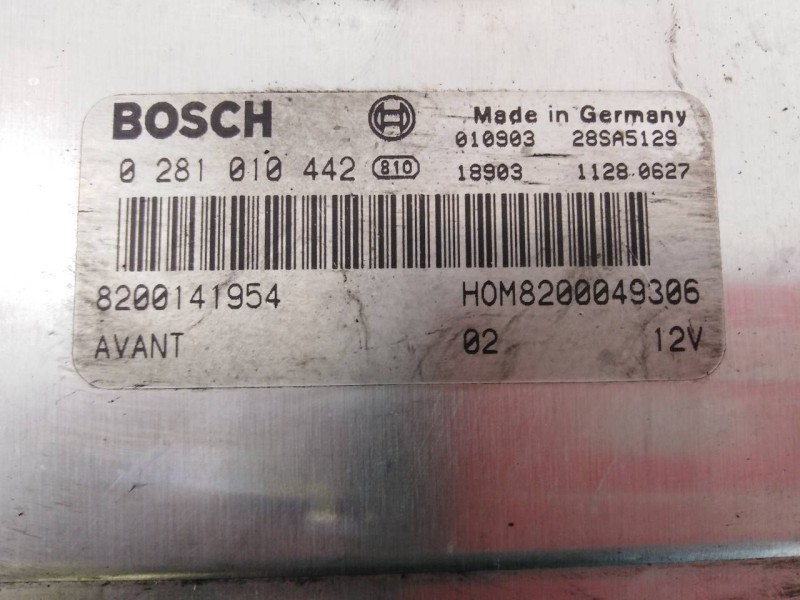 BOSCH Made in Germany
010903 28SA5129
0 281 010 442 810 18903 1128 0627
8200141954 HOM8200049306
AVANT 02 12V